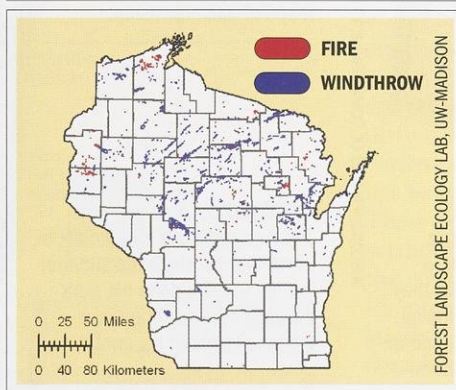 FIRE
WINDTHROW
FOREST LANDSCAPE ECOLOGY LAB, UW-MADISON
0 25 50 Miles
0 40 80 Kilometers